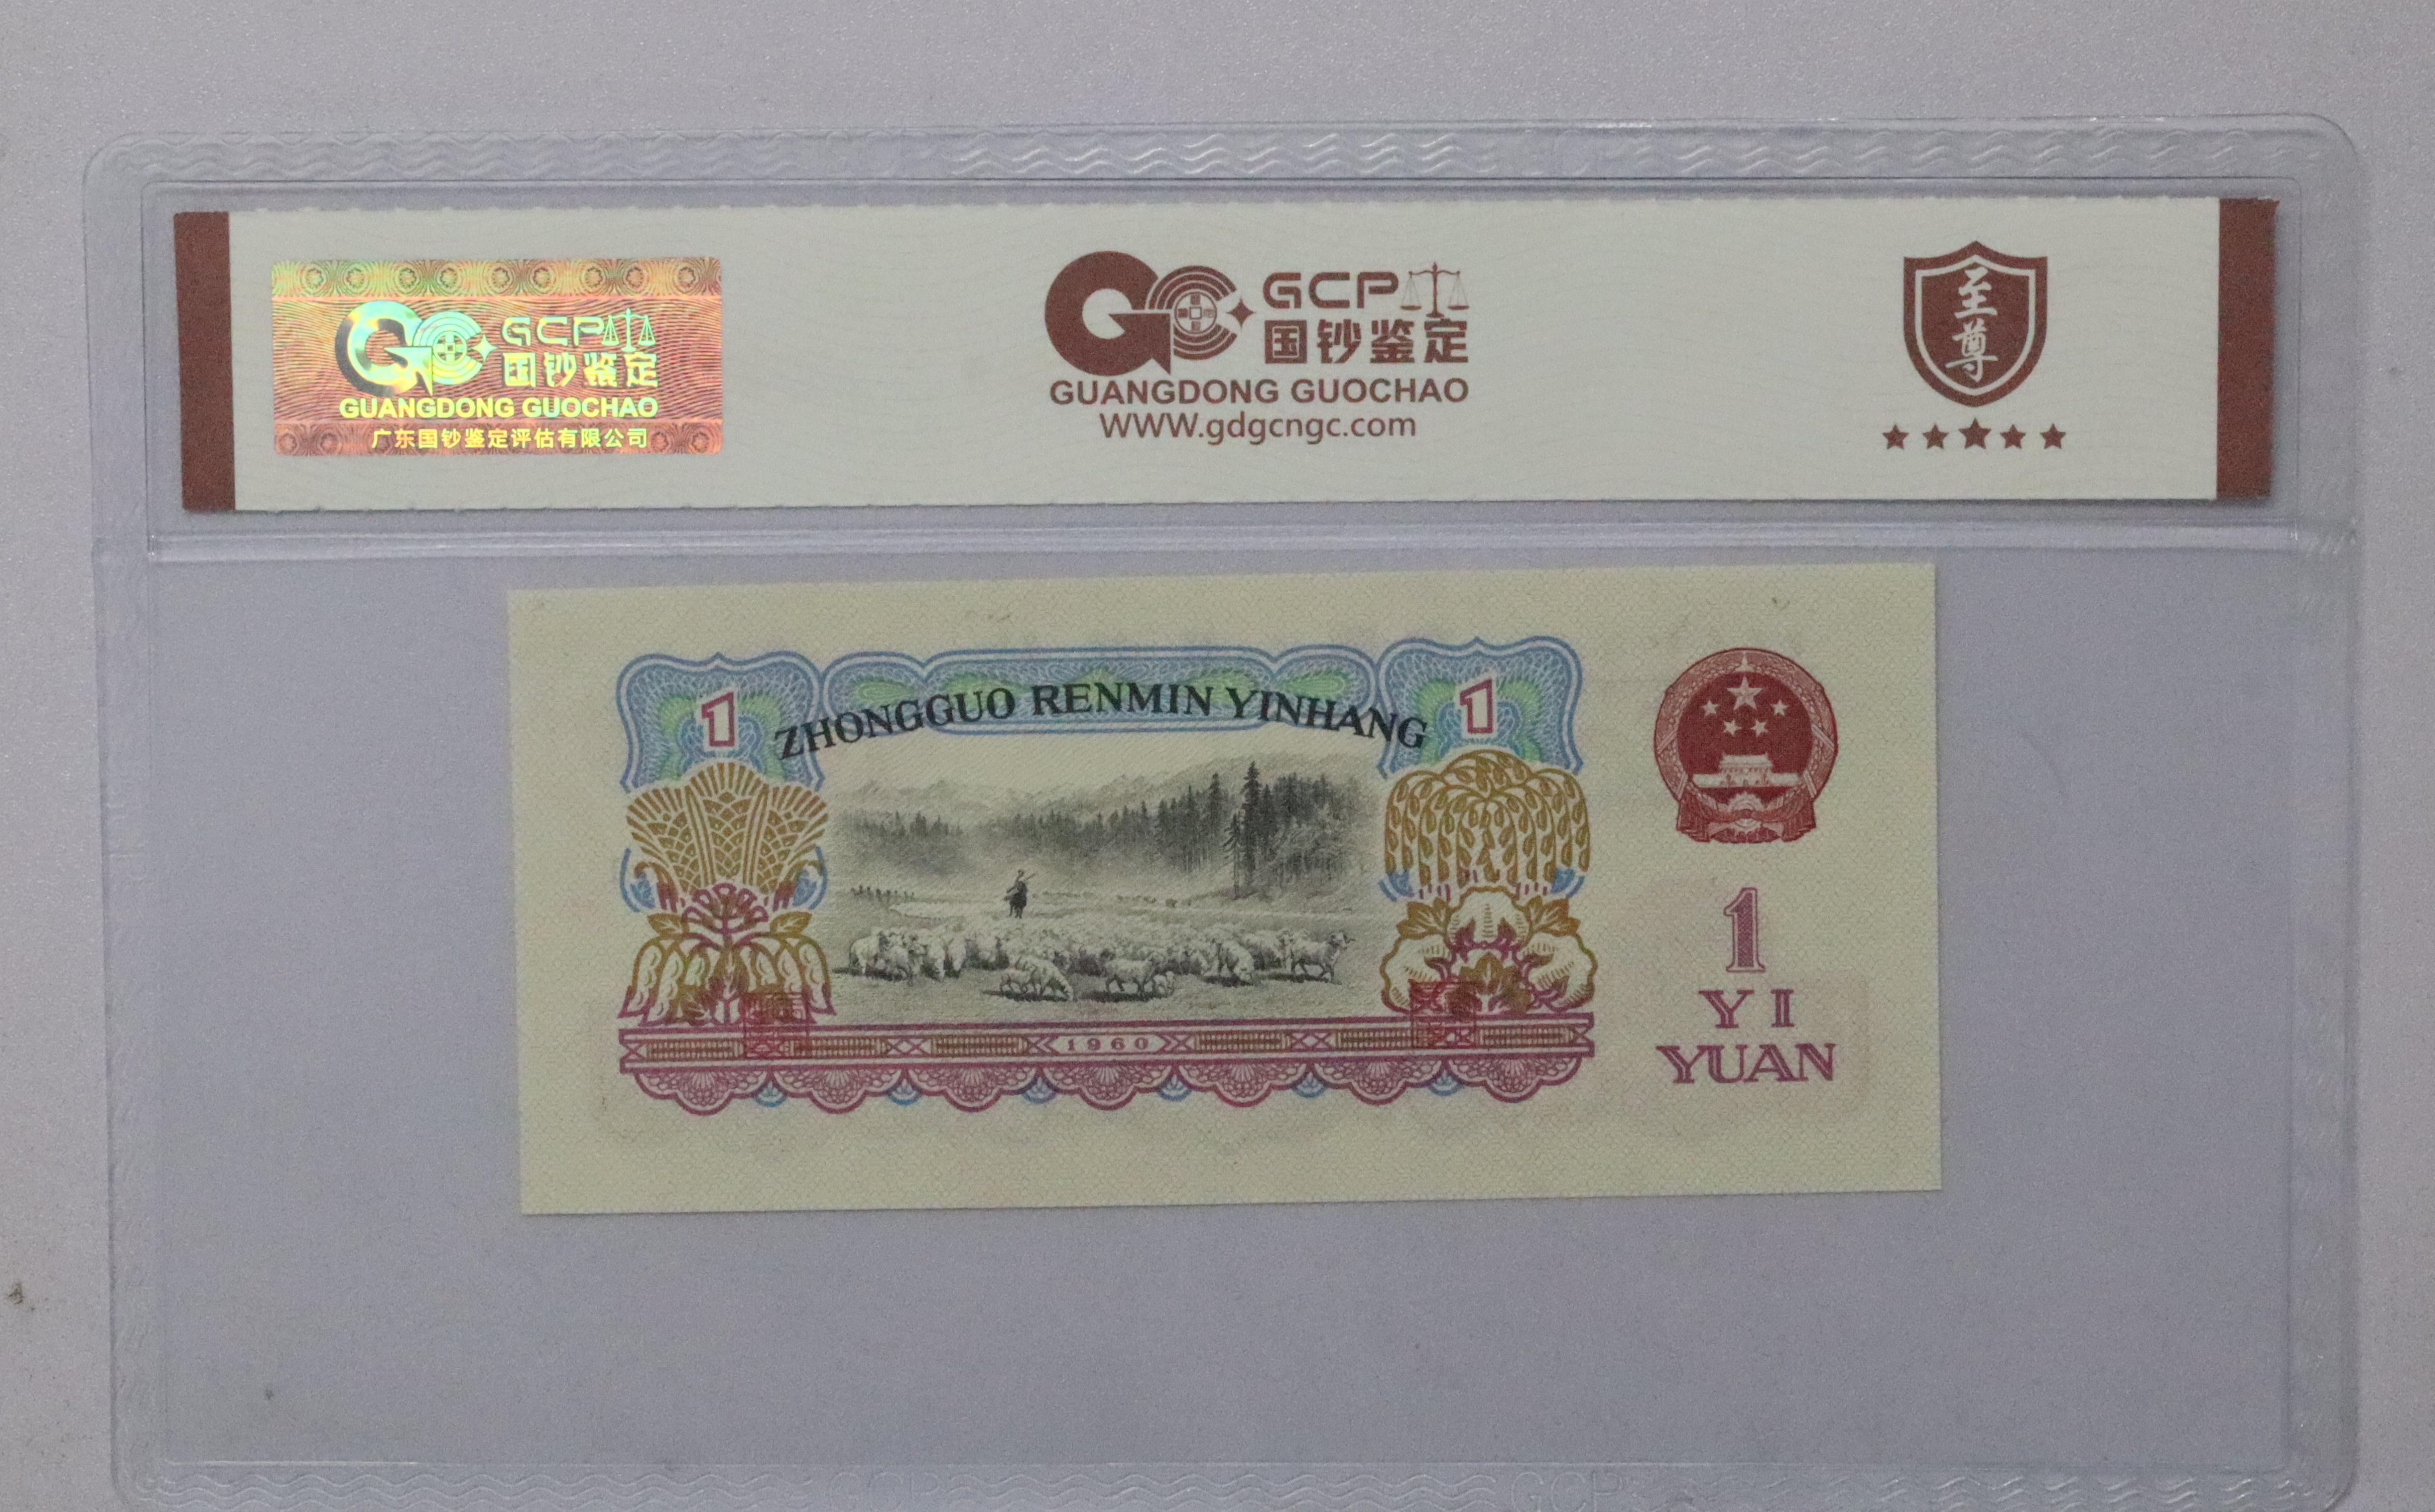 GCP
国钞鉴定
GUANGDONG GUOCHAO
广东国钞鉴定评估有限公司
GCP
国钞鉴定
GUANGDONG GUOCHAO
WWW.gdgcngc.com
至尊
1
ZHONGGUO RENMIN YINHANG
1
1960
1
YI
YUAN
GCP
GCP